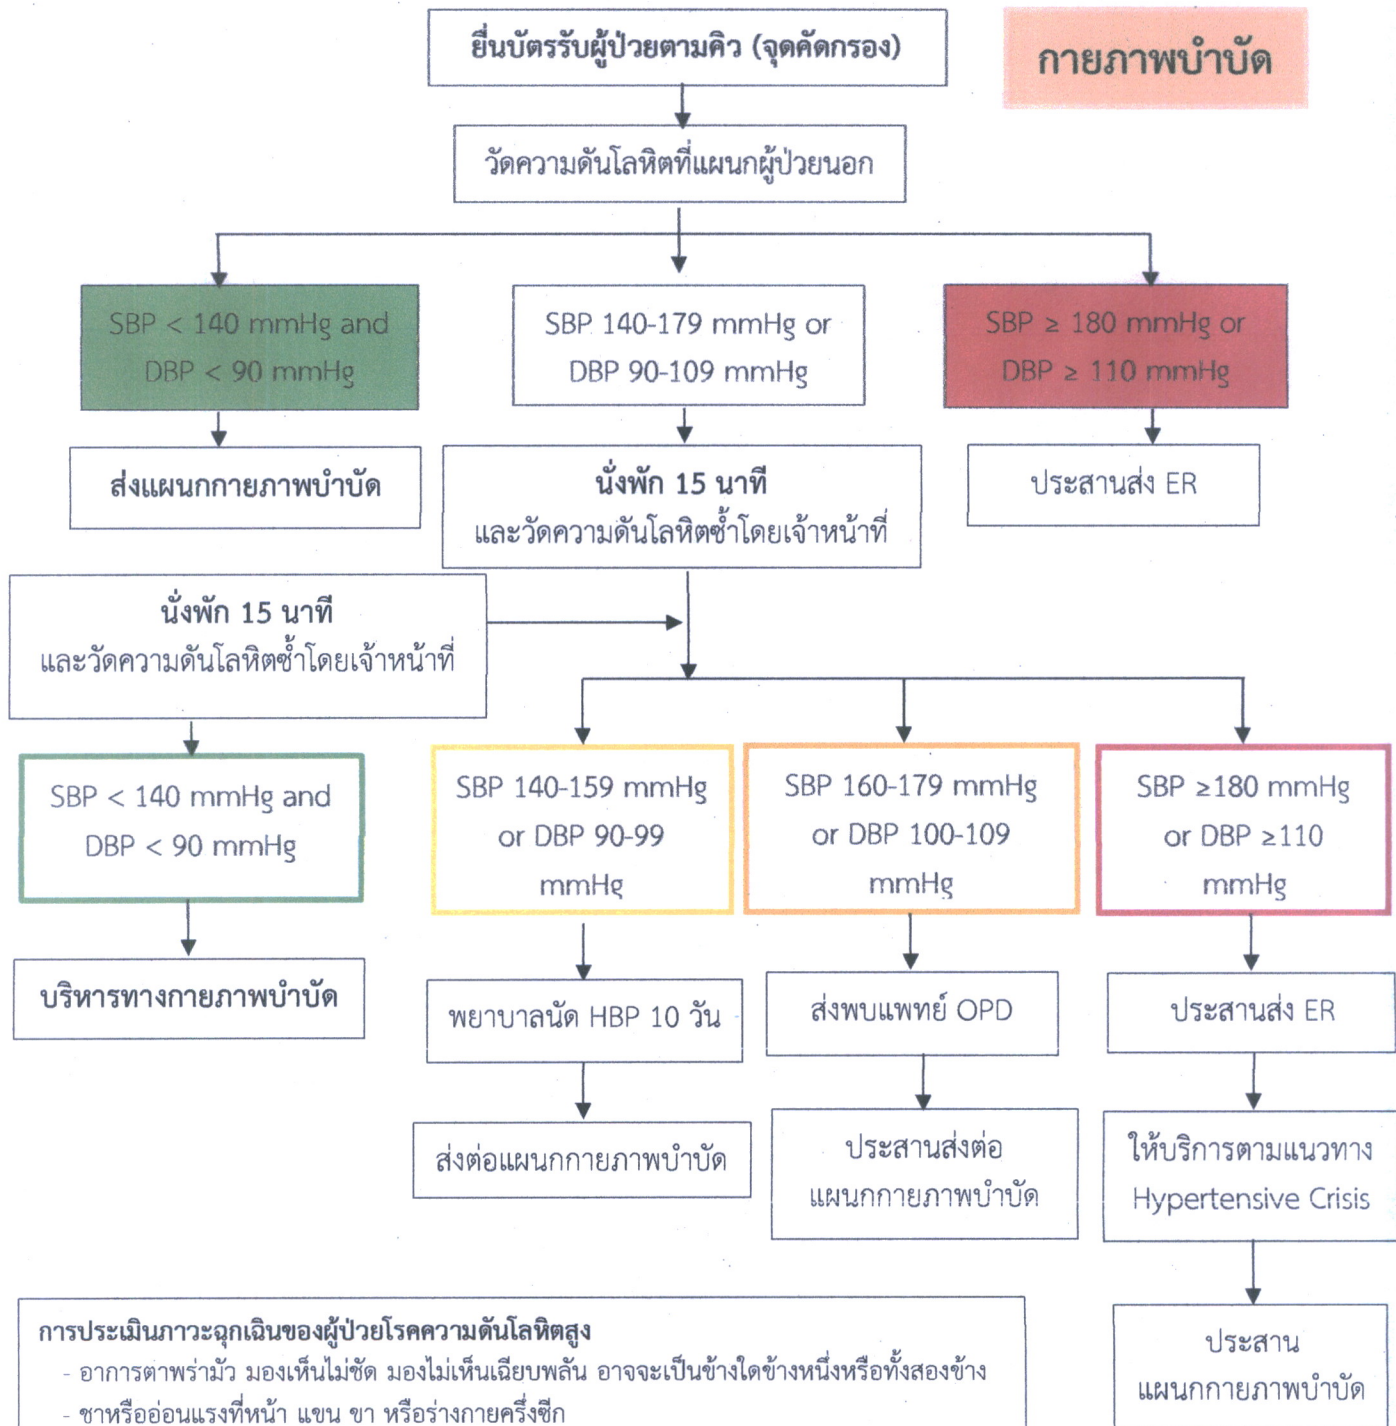 ยื่นบัตรรับผู้ป่วยตามคิว (จุดคัดกรอง)
กายภาพบำบัด
วัดความดันโลหิตที่แผนกผู้ป่วยนอก
SBP < 140 mmHg and
DBP < 90 mmHg
SBP 140-179 mmHg or
DBP 90-109 mmHg
SBP ≥ 180 mmHg or
DBP ≥ 110 mmHg
ส่งแผนกกายภาพบำบัด
นั่งพัก 15 นาที
และวัดความดันโลหิตซ้ำโดยเจ้าหน้าที่
ประสานส่ง ER
นั่งพัก 15 นาที
และวัดความดันโลหิตซ้ำโดยเจ้าหน้าที่
SBP < 140 mmHg and
DBP < 90 mmHg
SBP 140-159 mmHg
or DBP 90-99
mmHg
SBP 160-179 mmHg
or DBP 100-109
mmHg
SBP ≥180 mmHg
or DBP ≥110
mmHg
บริหารทางกายภาพบำบัด
พยาบาลนัด HBP 10 วัน
ส่งพบแพทย์ OPD
ประสานส่ง ER
ส่งต่อแผนกกายภาพบำบัด
ประสานส่งต่อ
แผนกกายภาพบำบัด
ให้บริการตามแนวทาง
Hypertensive Crisis
ประสาน
แผนกกายภาพบำบัด
การประเมินภาวะฉุกเฉินของผู้ป่วยโรคความดันโลหิตสูง
- อาการตาพร่ามัว มองเห็นไม่ชัด มองไม่เห็นเฉียบพลัน อาจจะเป็นข้างใดข้างหนึ่งหรือทั้งสองข้าง
- ชาหรืออ่อนแรงที่หน้า แขน ขา หรือร่างกายครึ่งซีก